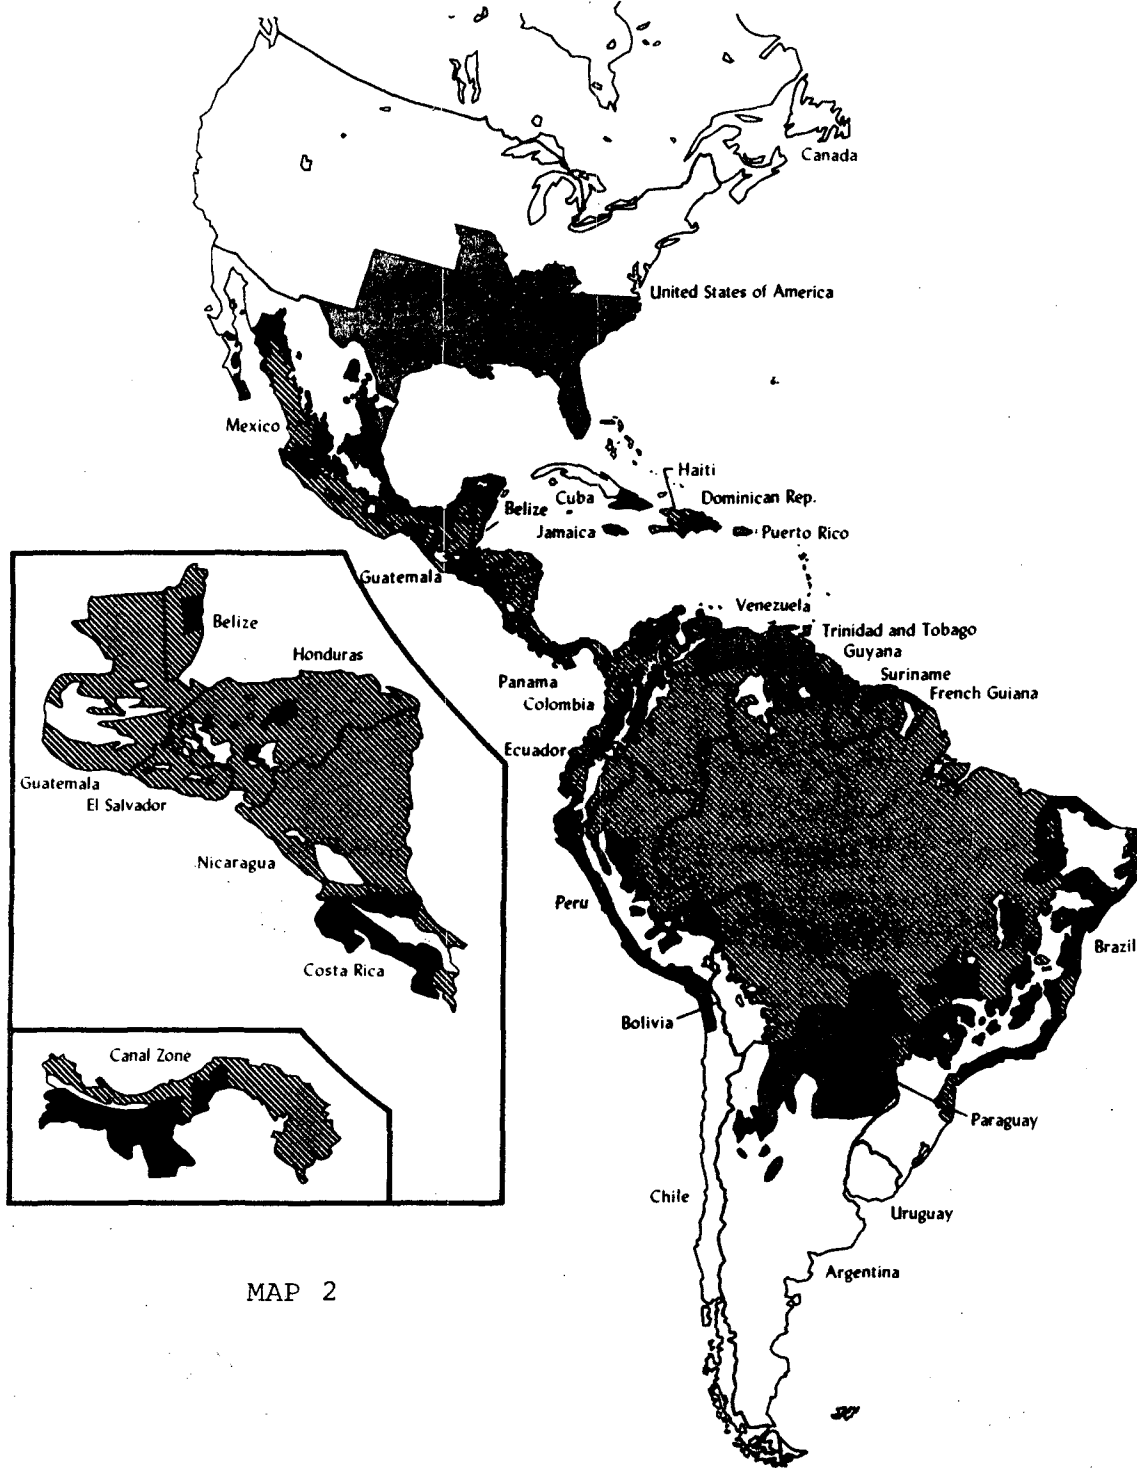 Canada
United States of America
Mexico
Haiti
Cuba
Dominican Rep.
Belize
Jamaica
Puerto Rico
Guatemala
Venezuela
Belize
Trinidad and Tobago
Guyana
Honduras
Suriname
Panama
French Guiana
Colombia
Ecuador
Guatemala
El Salvador
Nicaragua
Peru
Brazil
Costa Rica
Bolivia
Canal Zone
Paraguay
Chile
Uruguay
Argentina
MAP 2